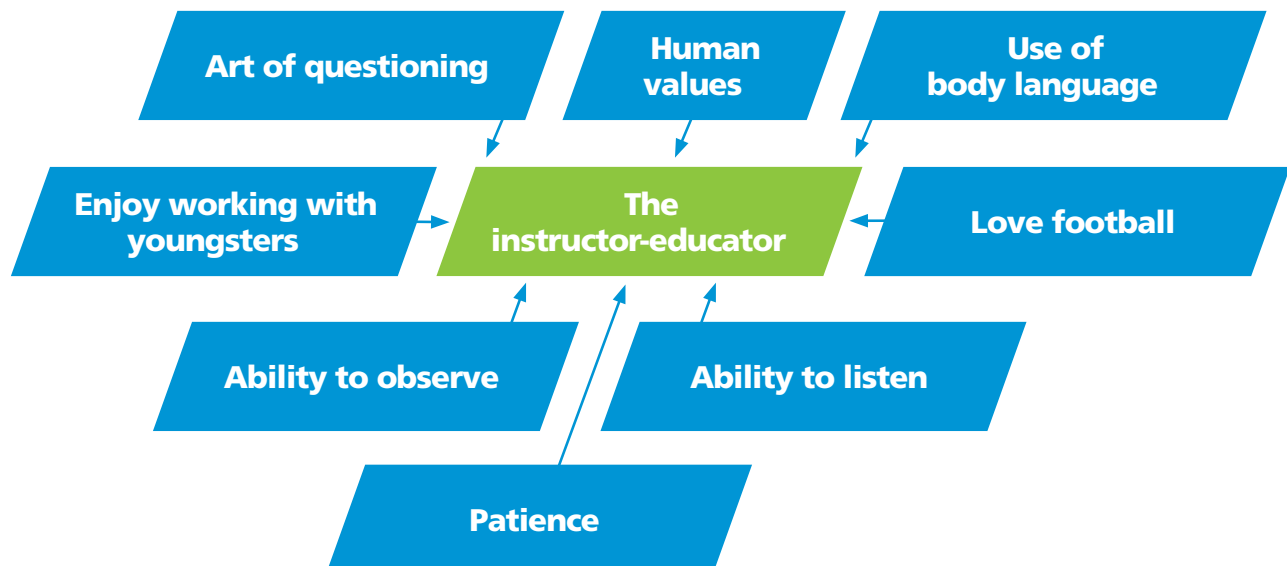 Art of questioning
Human
values
Use of
body language
Enjoy working with
youngsters
The
instructor-educator
Love football
Ability to observe
Ability to listen
Patience